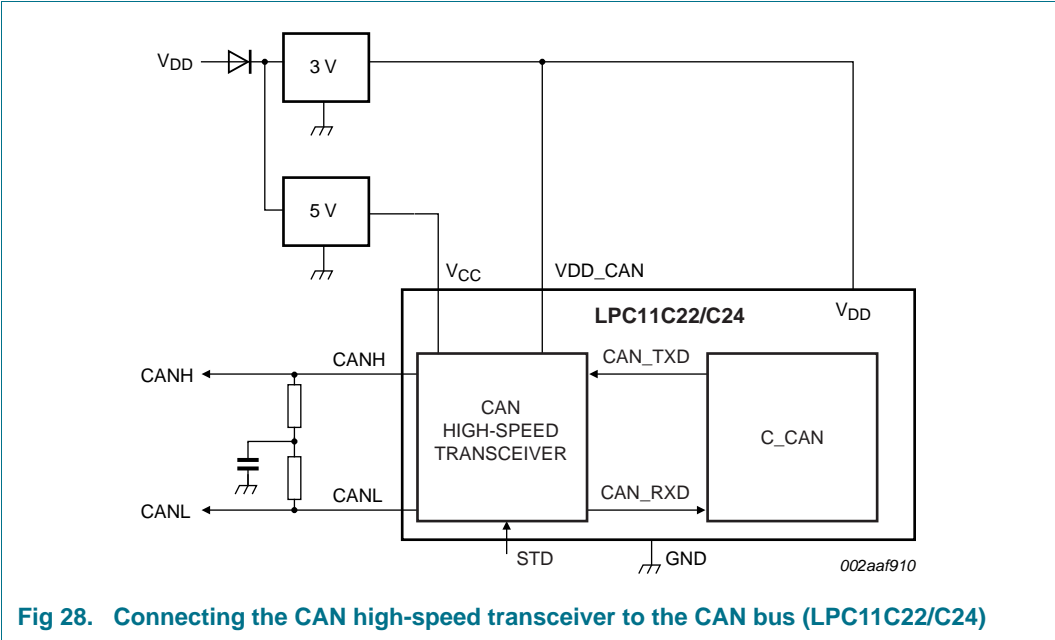 VDD
3 V
5 V
VCC
VDD_CAN
LPC11C22/C24
VDD
CANH
CANH
CAN_TXD
CAN
HIGH-SPEED
TRANSCEIVER
C_CAN
CANL
CANL
CAN_RXD
STD
GND
002aaf910
Fig 28. Connecting the CAN high-speed transceiver to the CAN bus (LPC11C22/C24)